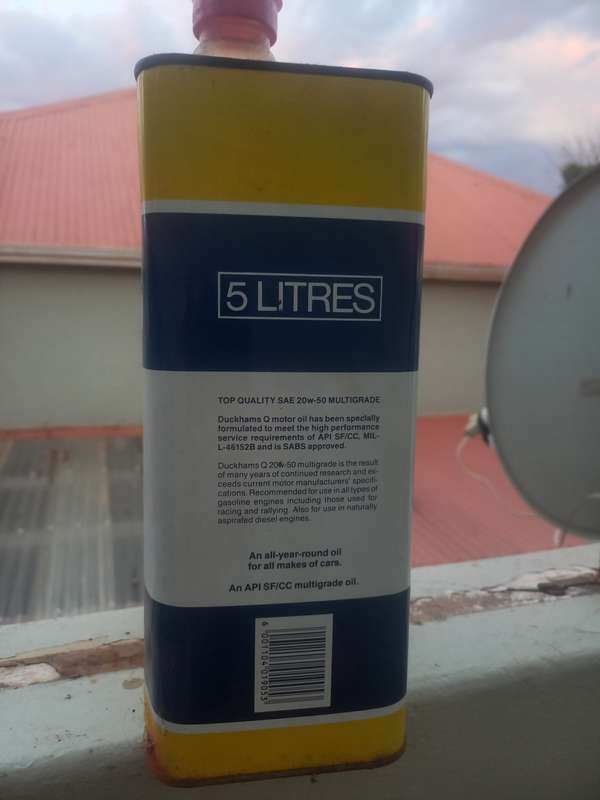 5 LITRES
TOP QUALITY SAE 20w-50 MULTIGRADE
Duckhams Q motor oil has been specially
formulated to meet the high performance
service requirements of API SF/CC, MIL-
L-46152B and is SABS approved.
Duckhams Q 20W-50 multigrade is the result
of many years of continued research and ex-
ceeds current motor manufacturers' specifi-
cations. Recommended for use in all types of
gasoline engines including those used for
racing and rallying. Also for use in naturally
aspirated diesel engines.
An all-year-round oil
for all makes of cars.
An API SF/CC multigrade oil.
6 001104 019053